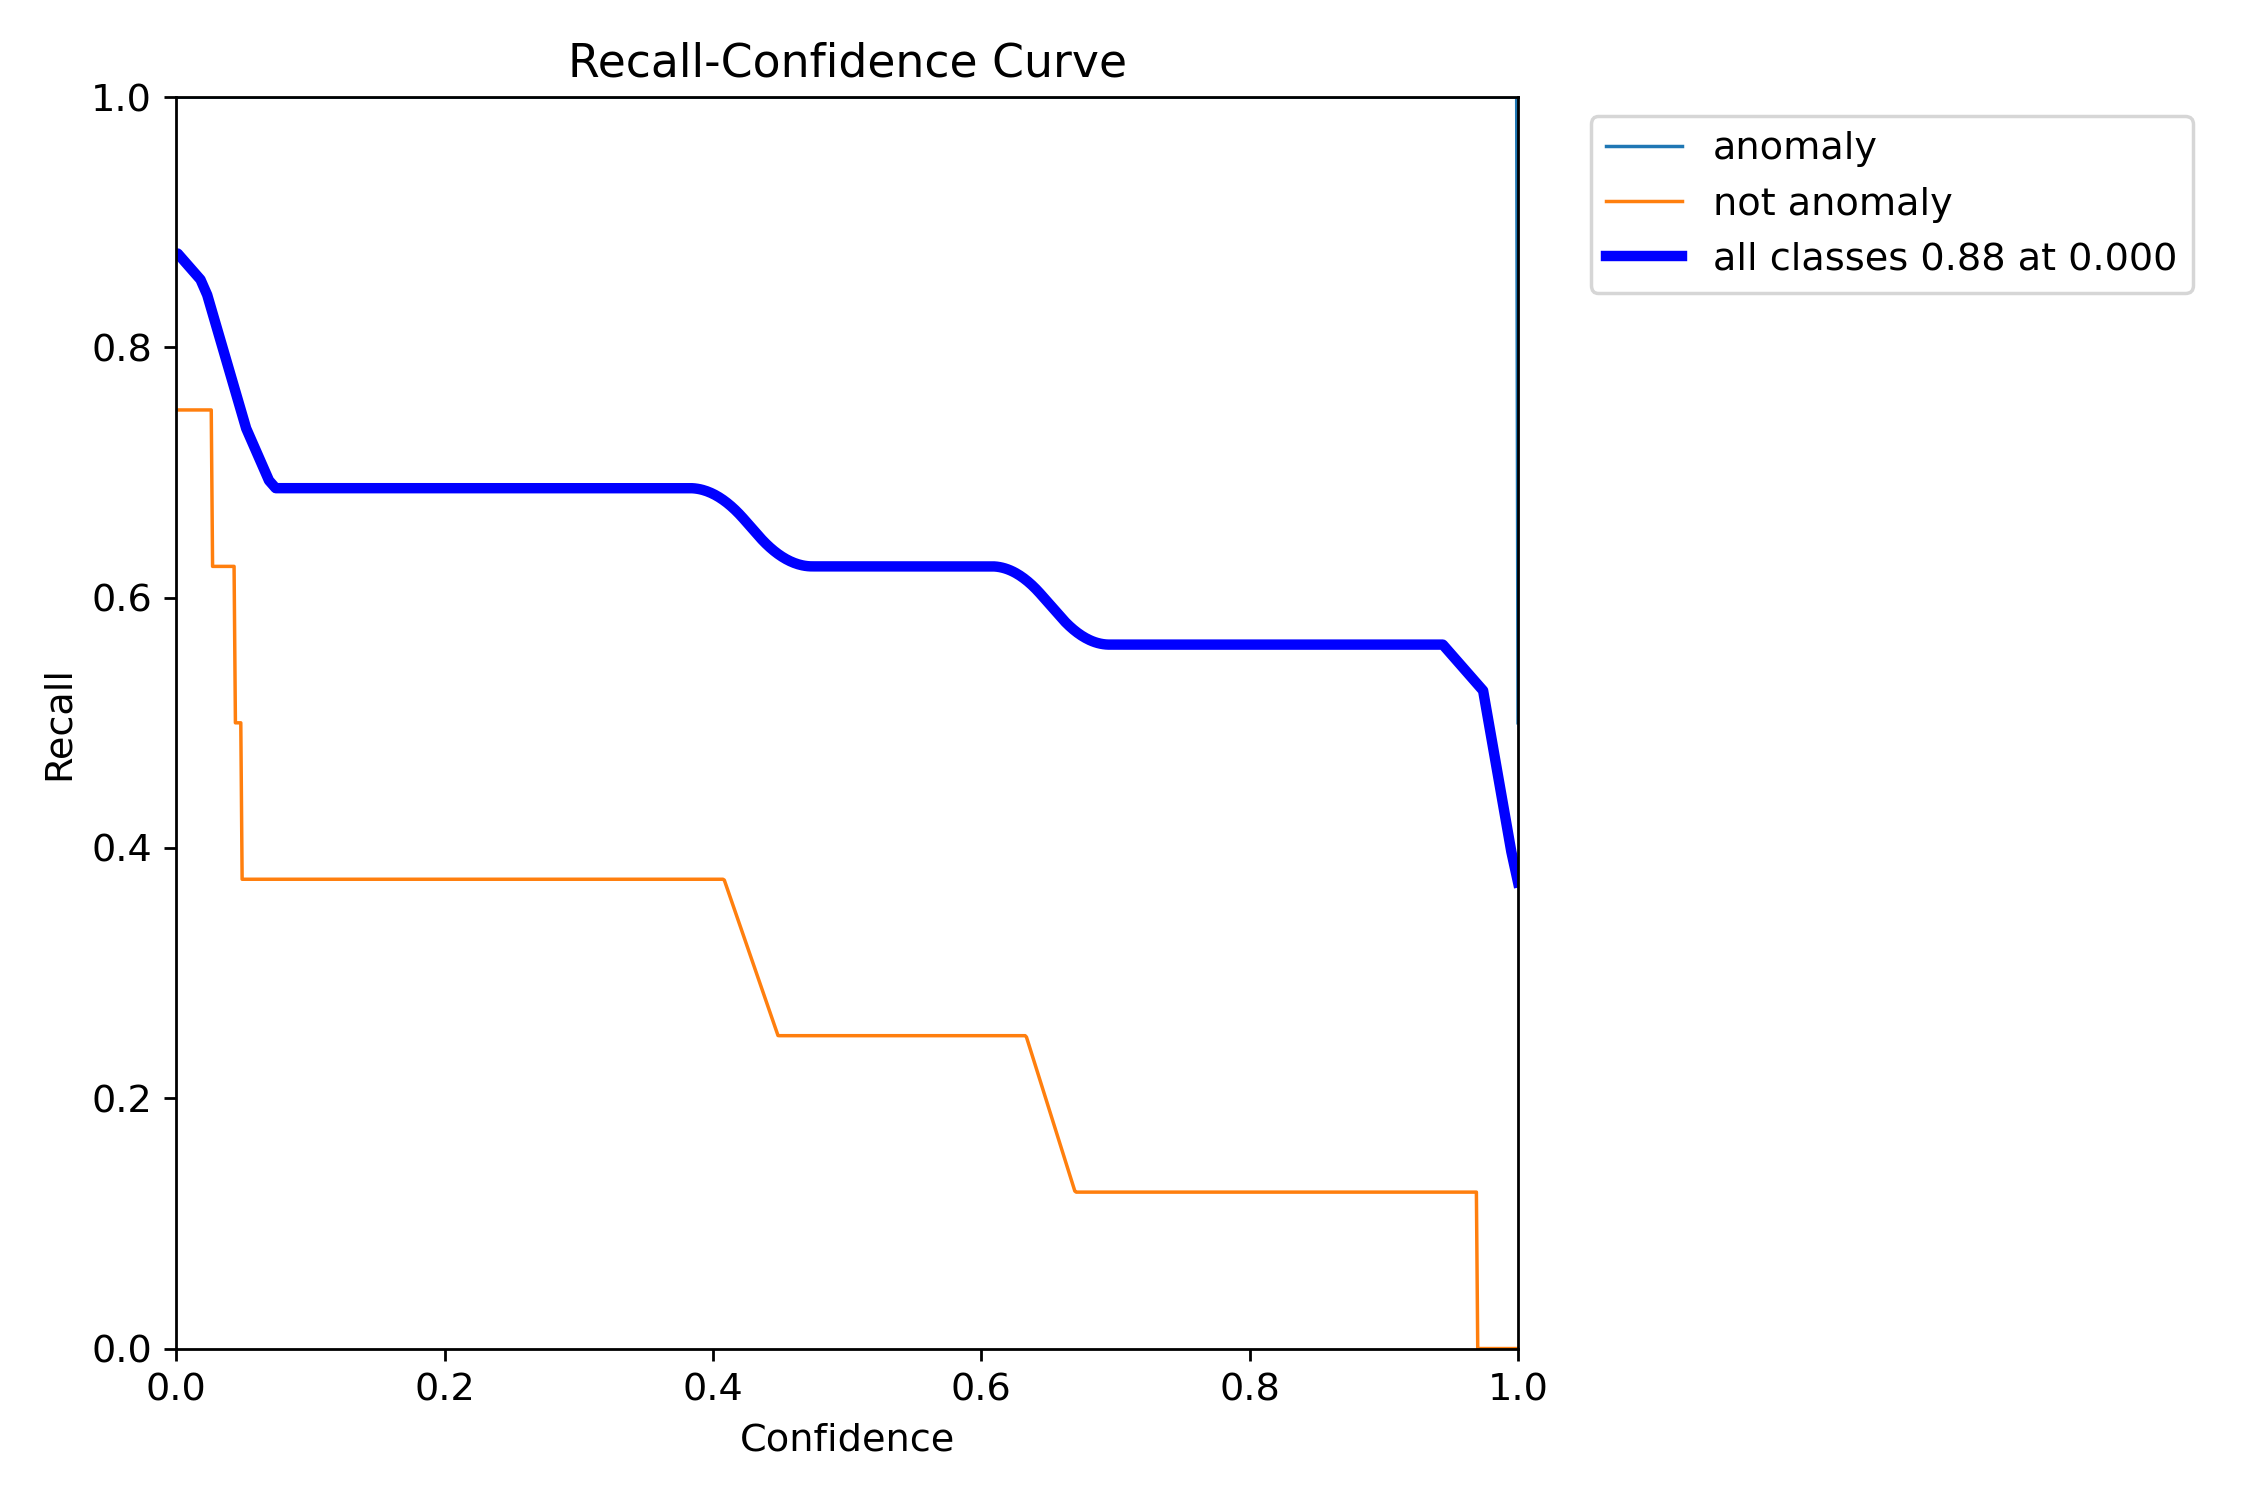 Recall-Confidence Curve
1.0
0.8
0.6
0.4
0.2
0.0
Recall
0.0 0.2 0.4 0.6 0.8 1.0
Confidence
anomaly
not anomaly
all classes 0.88 at 0.000